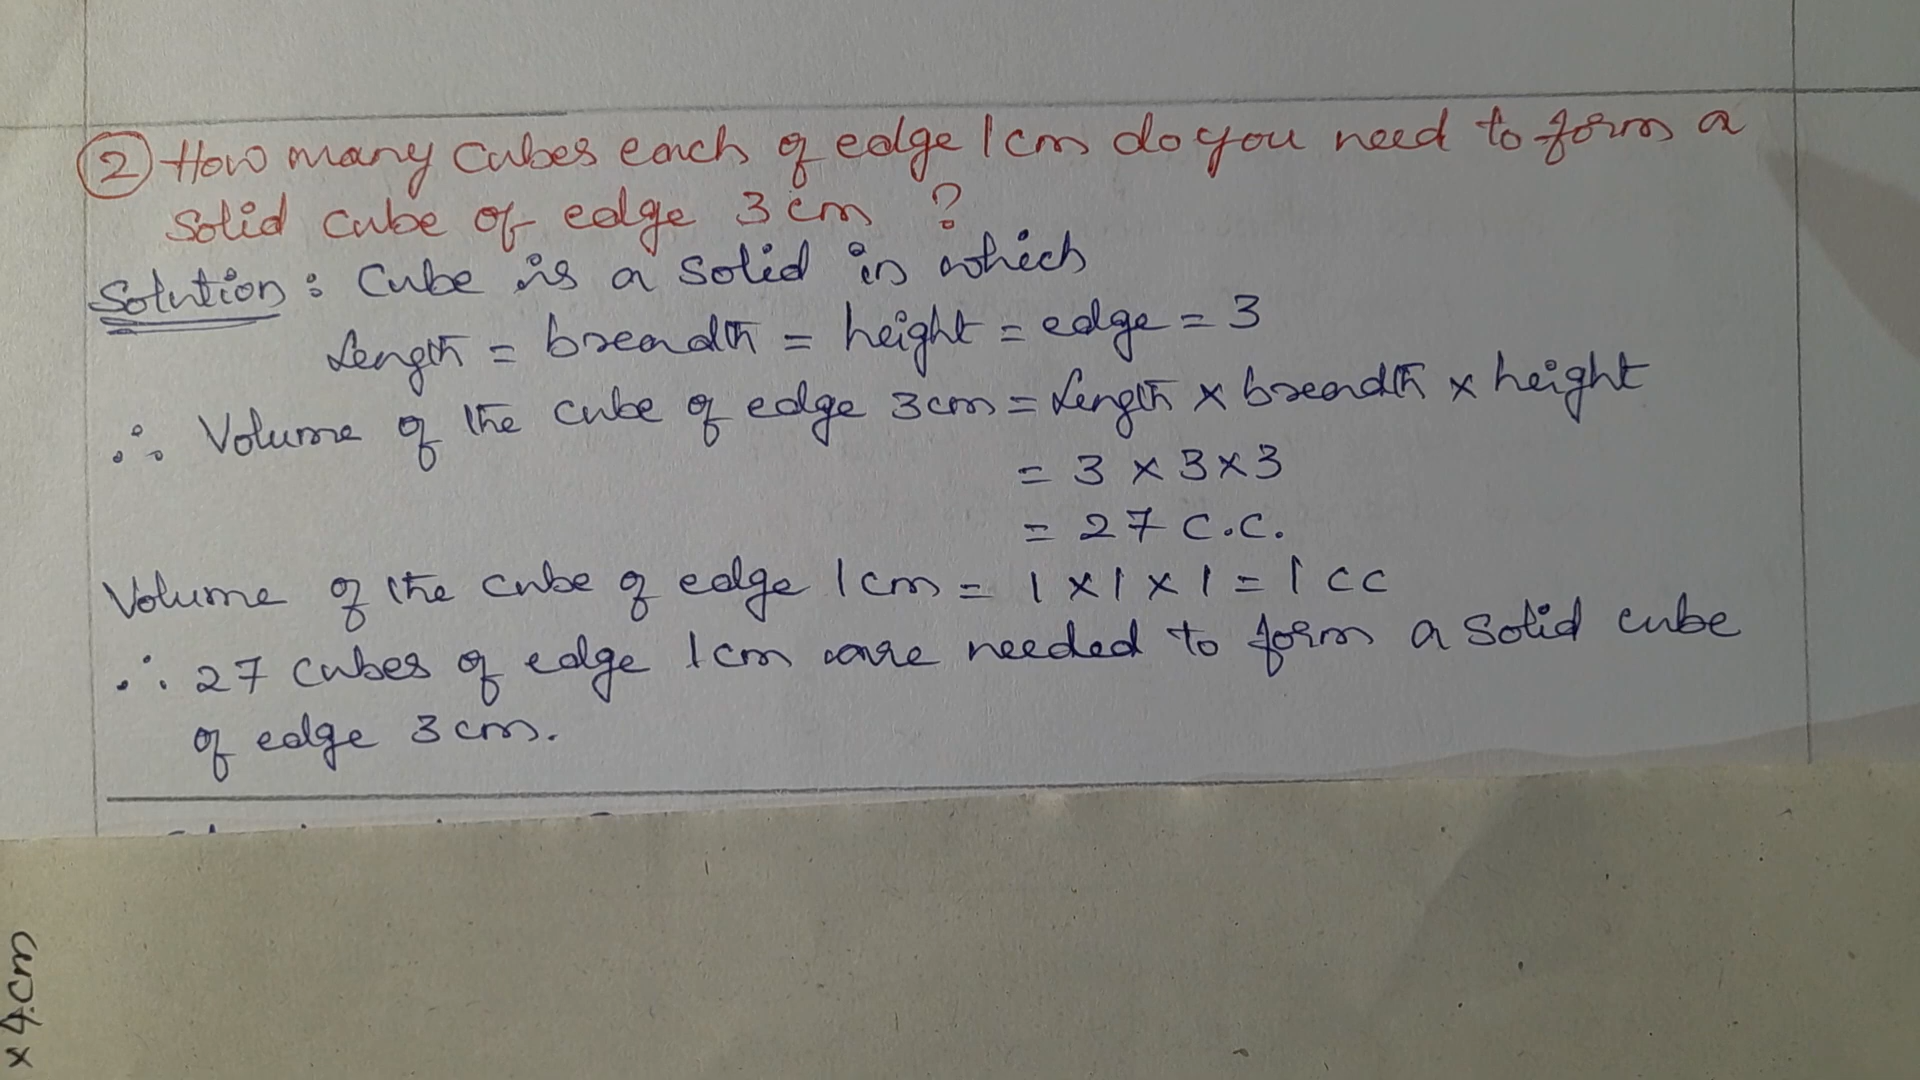 ② How many cubes each of edge 1cm do you need to form a
solid cube of edge 3cm ?
Solution : Cube is a solid in which
Length = breadth = height = edge = 3
∴ Volume of the cube of edge 3cm = Length × breadth × height
= 3 × 3 × 3
= 27 C.C.
Volume of the cube of edge 1cm = 1 × 1 × 1 = 1 cc
∴ 27 cubes of edge 1cm are needed to form a solid cube
of edge 3cm.
× 4cm